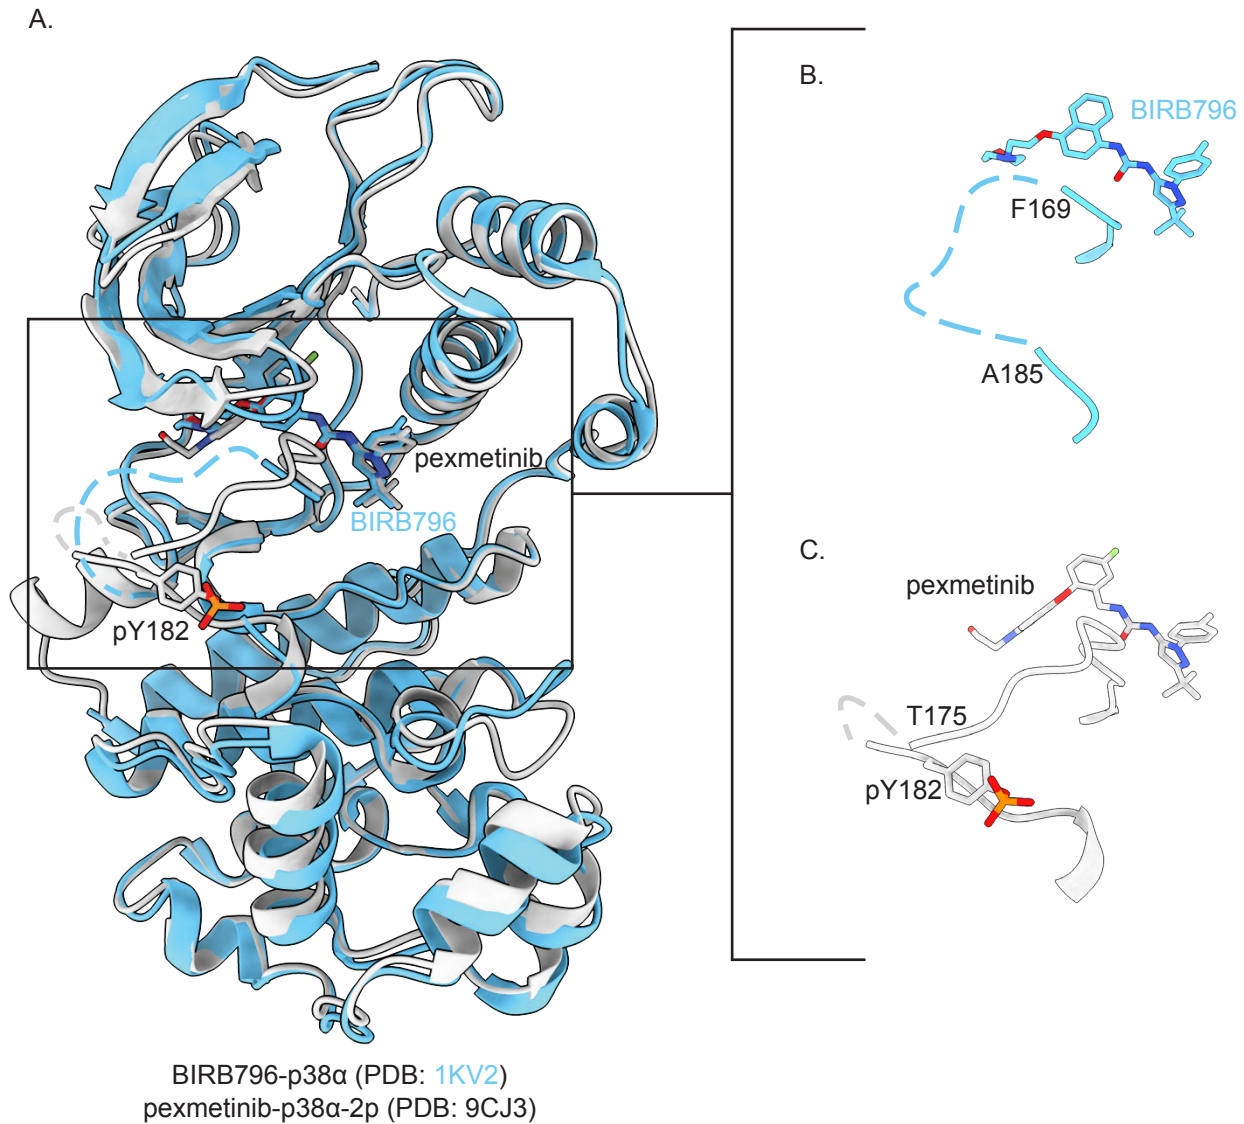 A.
pexmetinib
BIRB796
pY182
BIRB796-p38α (PDB: 1KV2)
pexmetinib-p38α-2p (PDB: 9CJ3)
B.
BIRB796
F169
A185
C.
pexmetinib
T175
pY182